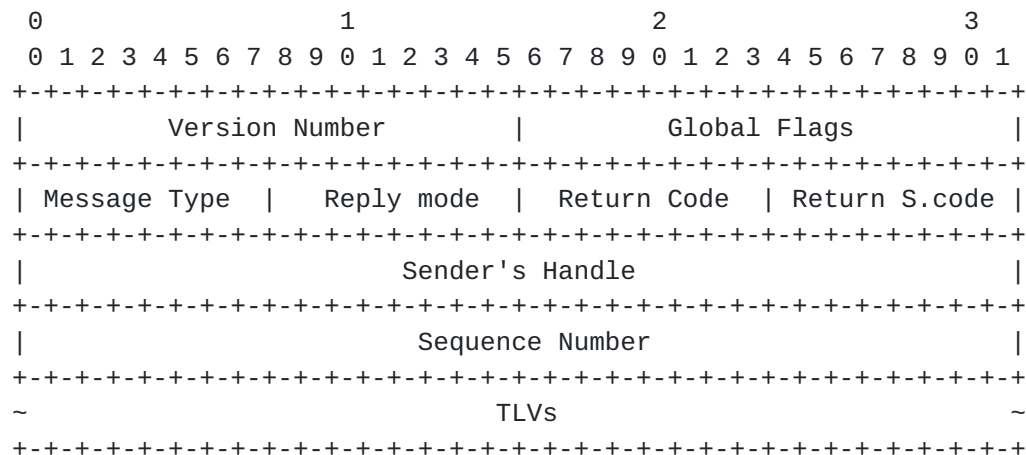 0                   1                   2                   3
 0 1 2 3 4 5 6 7 8 9 0 1 2 3 4 5 6 7 8 9 0 1 2 3 4 5 6 7 8 9 0 1
+-+-+-+-+-+-+-+-+-+-+-+-+-+-+-+-+-+-+-+-+-+-+-+-+-+-+-+-+-+-+-+-+
|         Version Number        |         Global Flags          |
+-+-+-+-+-+-+-+-+-+-+-+-+-+-+-+-+-+-+-+-+-+-+-+-+-+-+-+-+-+-+-+-+
| Message Type  |   Reply mode  |  Return Code  | Return S.code |
+-+-+-+-+-+-+-+-+-+-+-+-+-+-+-+-+-+-+-+-+-+-+-+-+-+-+-+-+-+-+-+-+
|                        Sender's Handle                        |
+-+-+-+-+-+-+-+-+-+-+-+-+-+-+-+-+-+-+-+-+-+-+-+-+-+-+-+-+-+-+-+-+
|                         Sequence Number                       |
+-+-+-+-+-+-+-+-+-+-+-+-+-+-+-+-+-+-+-+-+-+-+-+-+-+-+-+-+-+-+-+-+
~                              TLVs                             ~
+-+-+-+-+-+-+-+-+-+-+-+-+-+-+-+-+-+-+-+-+-+-+-+-+-+-+-+-+-+-+-+-+